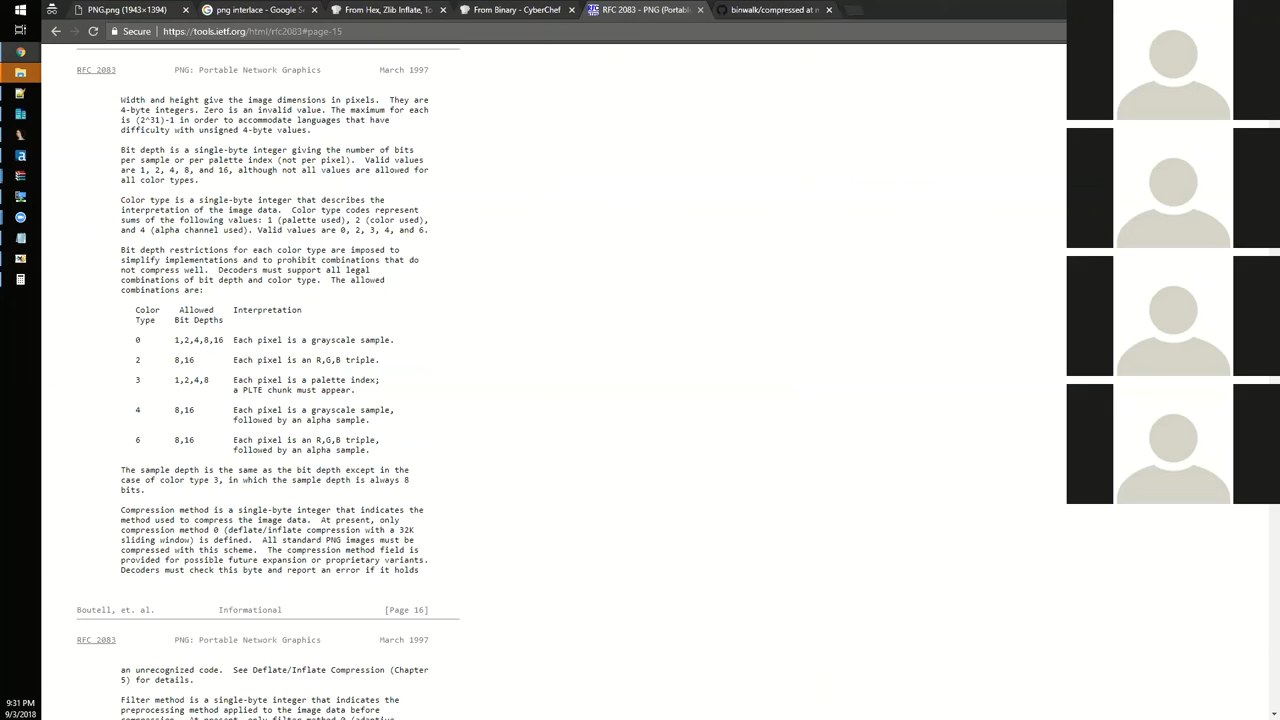 PNG.png (1943×1394)
png interlace - Google S
From Hex, Zlib Inflate, To
From Binary - CyberChef
RFC 2083 - PNG (Portabl
binwalk/compressed at m
Secure
https://tools.ietf.org/html/rfc2083#page-15
RFC 2083 PNG: Portable Network Graphics March 1997
Width and height give the image dimensions in pixels. They are
4-byte integers. Zero is an invalid value. The maximum for each
is (2^31)-1 in order to accommodate languages that have
difficulty with unsigned 4-byte values.
Bit depth is a single-byte integer giving the number of bits
per sample or per palette index (not per pixel). Valid values
are 1, 2, 4, 8, and 16, although not all values are allowed for
all color types.
Color type is a single-byte integer that describes the
interpretation of the image data. Color type codes represent
sums of the following values: 1 (palette used), 2 (color used),
and 4 (alpha channel used). Valid values are 0, 2, 3, 4, and 6.
Bit depth restrictions for each color type are imposed to
simplify implementations and to prohibit combinations that do
not compress well. Decoders must support all legal
combinations of bit depth and color type. The allowed
combinations are:
Color Allowed Interpretation
Type Bit Depths
0 1,2,4,8,16 Each pixel is a grayscale sample.
2 8,16 Each pixel is an R,G,B triple.
3 1,2,4,8 Each pixel is a palette index;
a PLTE chunk must appear.
4 8,16 Each pixel is a grayscale sample,
followed by an alpha sample.
6 8,16 Each pixel is an R,G,B triple,
followed by an alpha sample.
The sample depth is the same as the bit depth except in the
case of color type 3, in which the sample depth is always 8
bits.
Compression method is a single-byte integer that indicates the
method used to compress the image data. At present, only
compression method 0 (deflate/inflate compression with a 32K
sliding window) is defined. All standard PNG images must be
compressed with this scheme. The compression method field is
provided for possible future expansion or proprietary variants.
Decoders must check this byte and report an error if it holds
Boutell, et. al. Informational [Page 16]
RFC 2083 PNG: Portable Network Graphics March 1997
an unrecognized code. See Deflate/Inflate Compression (Chapter
5) for details.
Filter method is a single-byte integer that indicates the
preprocessing method applied to the image data before
compression. At present, only filter method 0 (adaptive
9:31 PM
9/3/2018